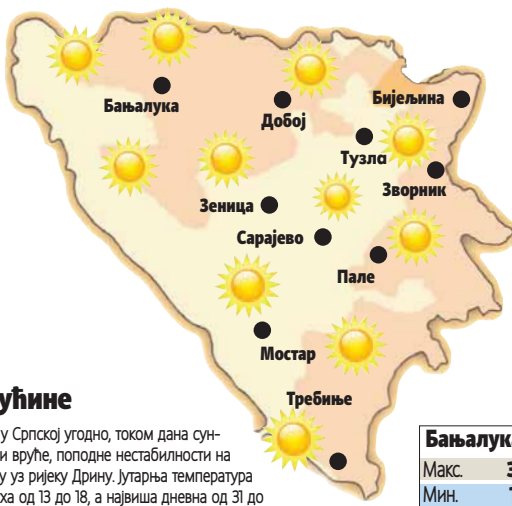 Бањалука
Добој
Бијељина
Тузла
Зворник
Зеница
Сарајево
Пале
Мостар
Требиње
ућине
у Српској угодно, током дана сун-
и вруће, поподне нестабилности на
у уз ријеку Дрину. Јутарња температура
ха од 13 до 18, а највиша дневна од 31 до
Бањалука
Макс.
Мин.